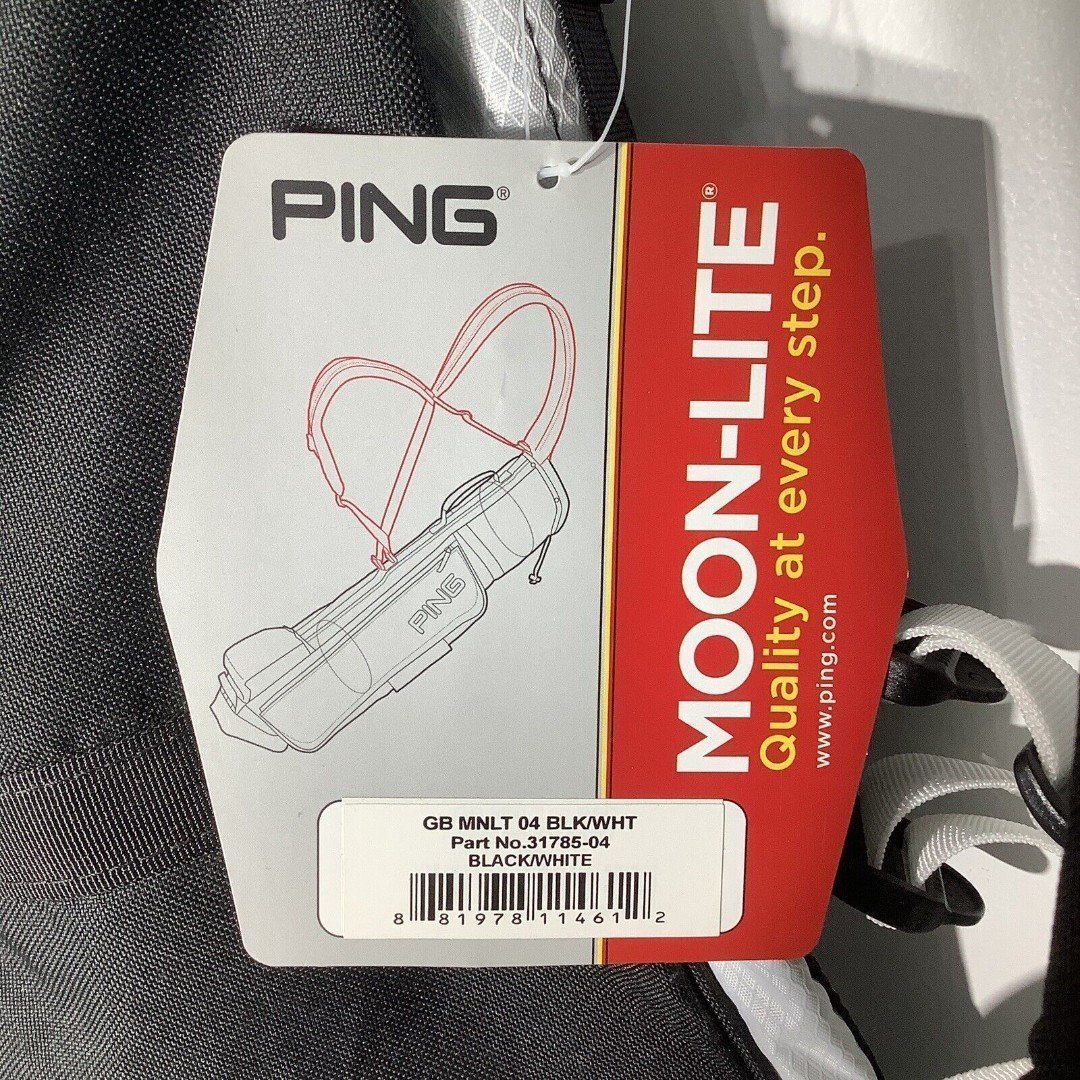 PING®
PING
MOON-LITE®
Quality at every step.
www.ping.com
GB MNLT 04 BLK/WHT
Part No.31785-04
BLACK/WHITE
8 81978 11461 2